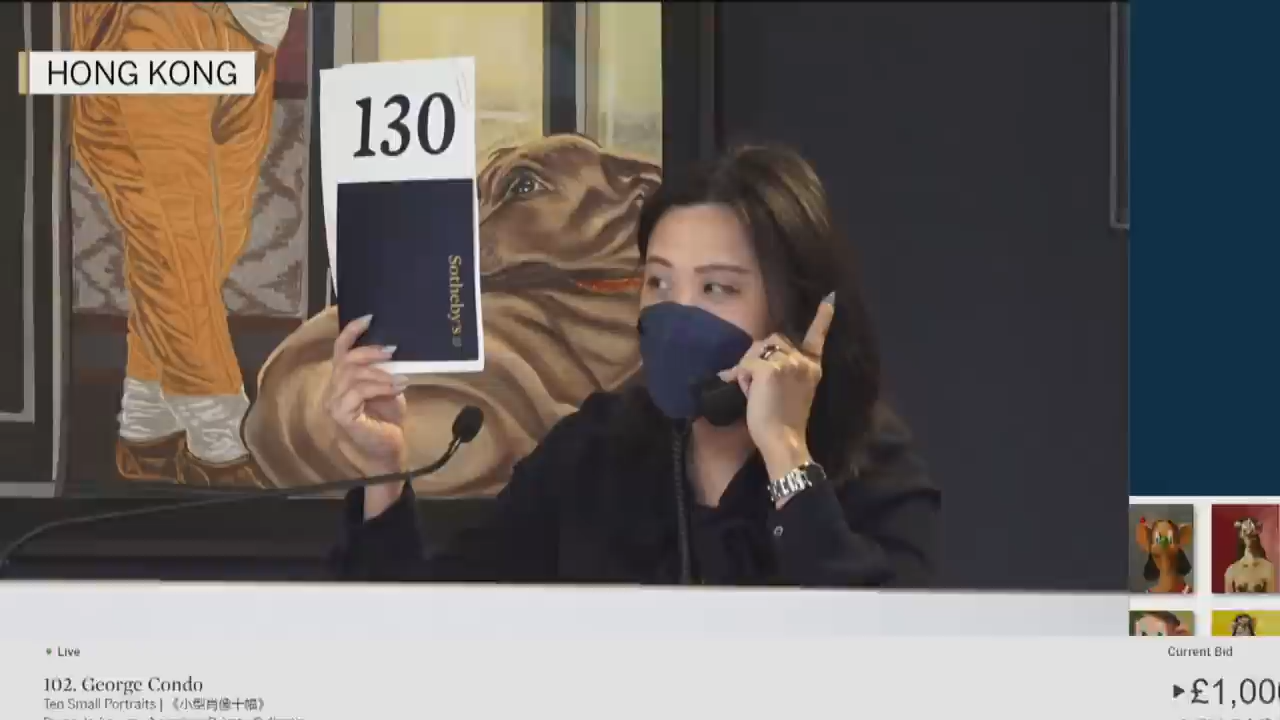 HONG KONG
130
Sotheby's
Live
102. George Condo
Ten Small Portraits | 《小型肖像十幅》
Current Bid
£1,000